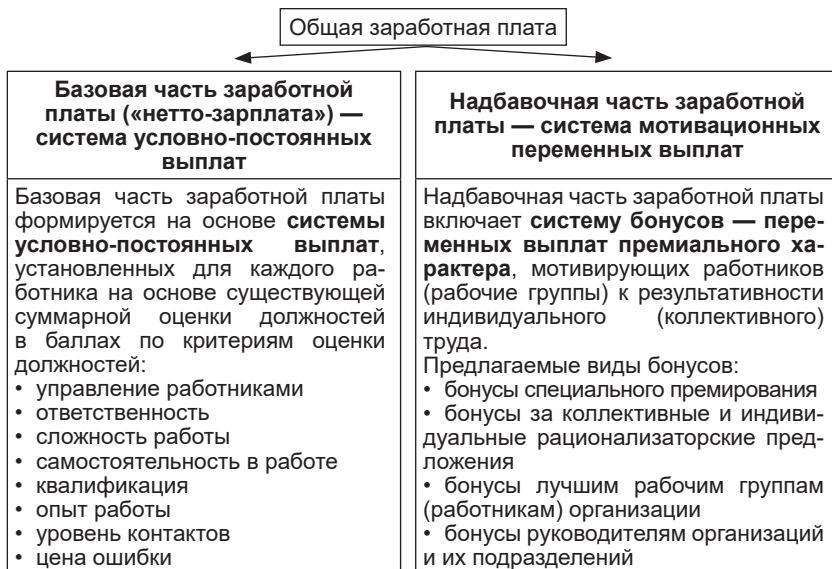 Общая заработная плата
Базовая часть заработной
платы («нетто-зарплата») —
система условно-постоянных
выплат
Базовая часть заработной платы
формируется на основе системы
условно-постоянных выплат,
установленных для каждого ра-
ботника на основе существующей
суммарной оценки должностей
в баллах по критериям оценки
должностей:
• управление работниками
• ответственность
• сложность работы
• самостоятельность в работе
• квалификация
• опыт работы
• уровень контактов
• цена ошибки
Надбавочная часть заработной
платы — система мотивационных
переменных выплат
Надбавочная часть заработной платы
включает систему бонусов — пере-
менных выплат премиального ха-
рактера, мотивирующих работников
(рабочие группы) к результативности
индивидуального (коллективного)
труда.
Предлагаемые виды бонусов:
• бонусы специального премирования
• бонусы за коллективные и индиви-
дуальные рационализаторские пред-
ложения
• бонусы лучшим рабочим группам
(работникам) организации
• бонусы руководителям организаций
и их подразделений